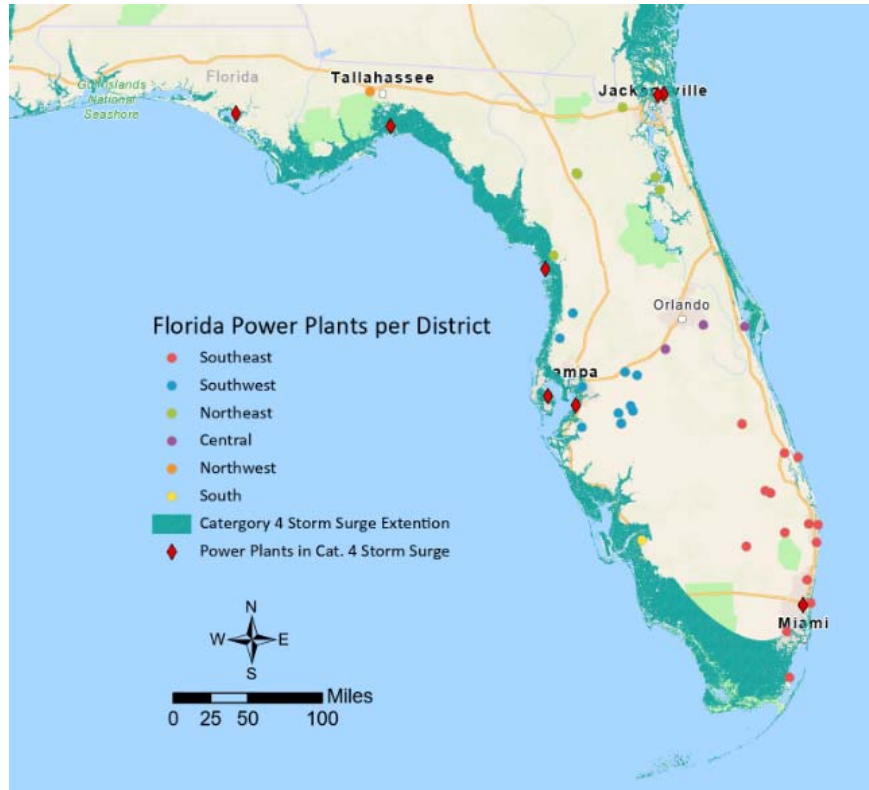 Tallahassee
Florida
Gulf Islands
National
Seashore
Jacksonville
Orlando
ampa
Florida Power Plants per District
Southeast
Southwest
Northeast
Central
Northwest
South
Catergory 4 Storm Surge Extention
Power Plants in Cat. 4 Storm Surge
Miami
N
W E
S
Miles
0 25 50 100